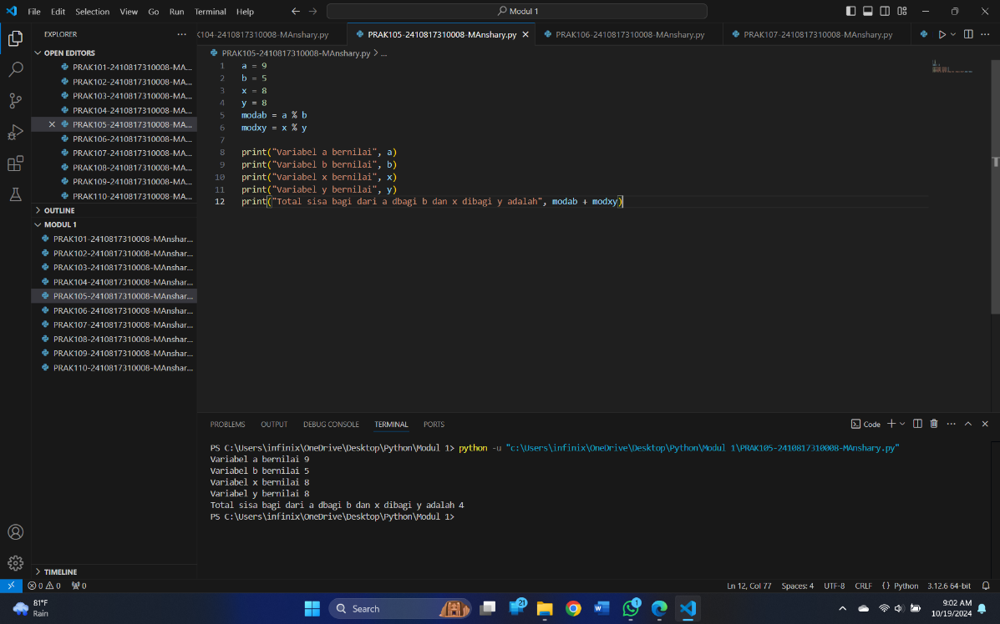 File Edit Selection View Go Run Terminal Help
Modul 1
EXPLORER
K104-2410817310008-MAnshary.py
PRAK105-2410817310008-MAnshary.py
PRAK106-2410817310008-MAnshary.py
PRAK107-2410817310008-MAnshary.py
OPEN EDITORS
PRAK101-2410817310008-MA...
PRAK102-2410817310008-MA...
PRAK103-2410817310008-MA...
PRAK104-2410817310008-MA...
PRAK105-2410817310008-MA...
PRAK106-2410817310008-MA...
PRAK107-2410817310008-MA...
PRAK108-2410817310008-MA...
PRAK109-2410817310008-MA...
PRAK110-2410817310008-MA...
OUTLINE
MODUL 1
PRAK101-2410817310008-MAnshar...
PRAK102-2410817310008-MAnshar...
PRAK103-2410817310008-MAnshar...
PRAK104-2410817310008-MAnshar...
PRAK105-2410817310008-MAnshar...
PRAK106-2410817310008-MAnshar...
PRAK107-2410817310008-MAnshar...
PRAK108-2410817310008-MAnshar...
PRAK109-2410817310008-MAnshar...
PRAK110-2410817310008-MAnshar...
TIMELINE
PRAK105-2410817310008-MAnshary.py > ...
1 a = 9
2 b = 5
3 x = 8
4 y = 8
5 modab = a % b
6 modxy = x % y
7
8 print("Variabel a bernilai", a)
9 print("Variabel b bernilai", b)
10 print("Variabel x bernilai", x)
11 print("Variabel y bernilai", y)
12 print("Total sisa bagi dari a dbagi b dan x dibagi y adalah", modab + modxy)
PROBLEMS OUTPUT DEBUG CONSOLE TERMINAL PORTS
Code
PS C:\Users\infinix\OneDrive\Desktop\Python\Modul 1> python -u "c:\Users\infinix\OneDrive\Desktop\Python\Modul 1\PRAK105-2410817310008-MAnshary.py"
Variabel a bernilai 9
Variabel b bernilai 5
Variabel x bernilai 8
Variabel y bernilai 8
Total sisa bagi dari a dbagi b dan x dibagi y adalah 4
PS C:\Users\infinix\OneDrive\Desktop\Python\Modul 1>
0 0 0
Ln 12, Col 77 Spaces: 4 UTF-8 CRLF {} Python 3.12.6 64-bit
81°F
Rain
Search
21
1
9:02 AM
10/19/2024